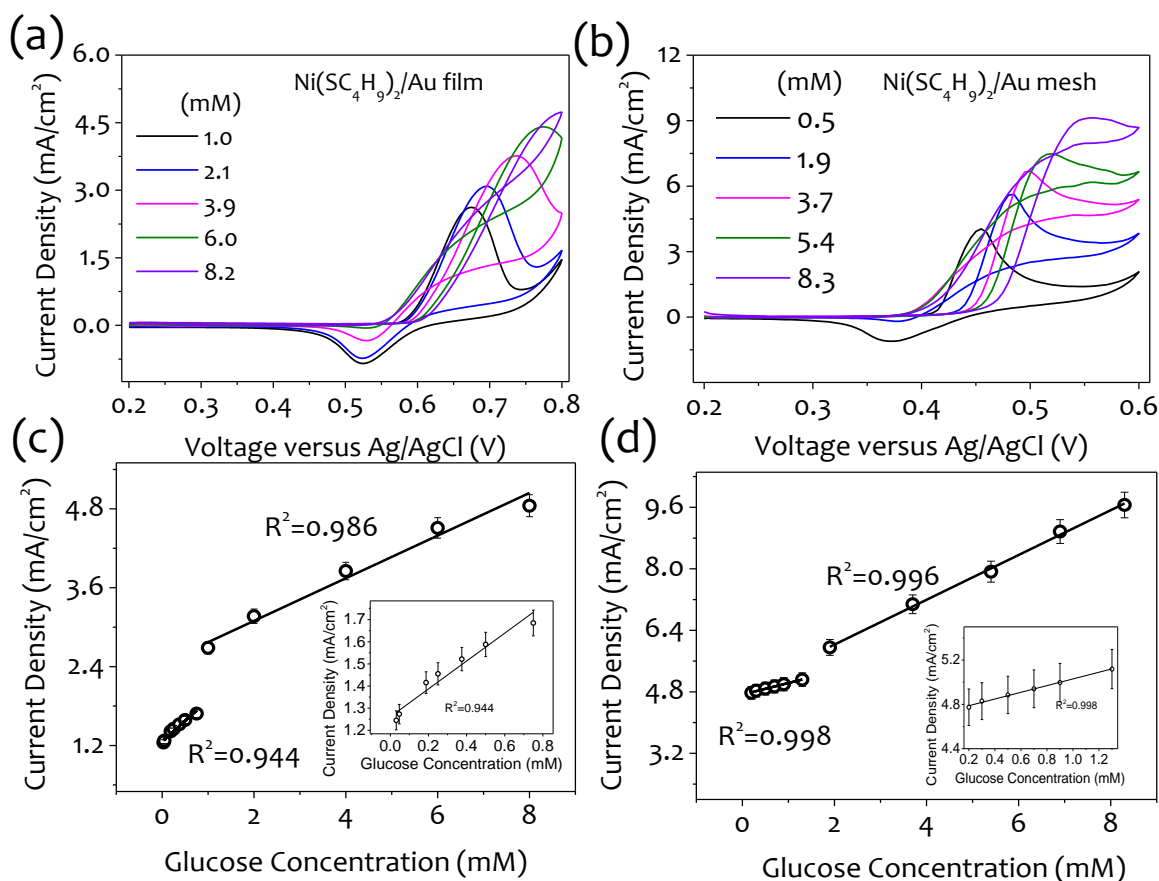 (a)
6.0
4.5
3.0
1.5
0.0
Current Density (mA/cm²)
Ni(SC₄H₉)₂/Au film
(mM)
1.0
2.1
3.9
6.0
8.2
0.2 0.3 0.4 0.5 0.6 0.7 0.8
Voltage versus Ag/AgCl (V)
(b)
12
9
6
3
0
Current Density (mA/cm²)
Ni(SC₄H₉)₂/Au mesh
(mM)
0.5
1.9
3.7
5.4
8.3
0.2 0.3 0.4 0.5 0.6
Voltage versus Ag/AgCl (V)
(c)
4.8
3.6
2.4
1.2
Current Density (mA/cm²)
R²=0.986
R²=0.944
1.7
1.6
1.5
1.4
1.3
1.2
Current Density (mA/cm²)
R²=0.944
0.0 0.2 0.4 0.6 0.8
Glucose Concentration (mM)
0 2 4 6 8
Glucose Concentration (mM)
(d)
9.6
8.0
6.4
4.8
3.2
Current Density (mA/cm²)
R²=0.996
R²=0.998
5.2
4.8
4.4
Current Density (mA/cm²)
R²=0.998
0.2 0.4 0.6 0.8 1.0 1.2
Glucose Concentration (mM)
0 2 4 6 8
Glucose Concentration (mM)